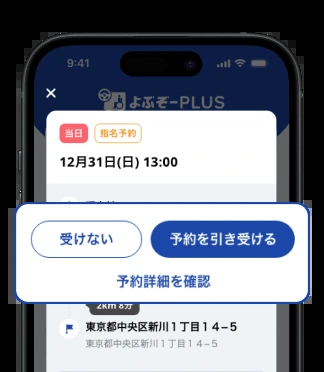 9:41
よぶぞーPLUS
当日 指名予約
12月31日(日) 13:00
受けない 予約を引き受ける
予約詳細を確認
2km 8分
東京都中央区新川1丁目14−5
東京都中央区新川1丁目14−5